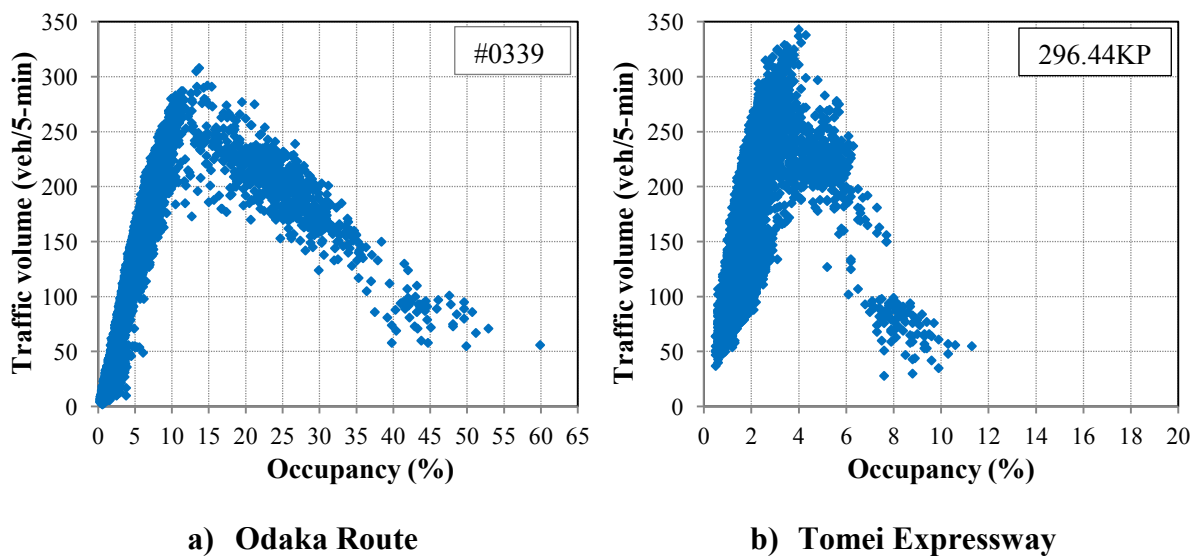 #0339
Traffic volume (veh/5-min)
350
300
250
200
150
100
50
0
0 5 10 15 20 25 30 35 40 45 50 55 60 65
Occupancy (%)
a) Odaka Route
296.44KP
Traffic volume (veh/5-min)
350
300
250
200
150
100
50
0
0 2 4 6 8 10 12 14 16 18 20
Occupancy (%)
b) Tomei Expressway